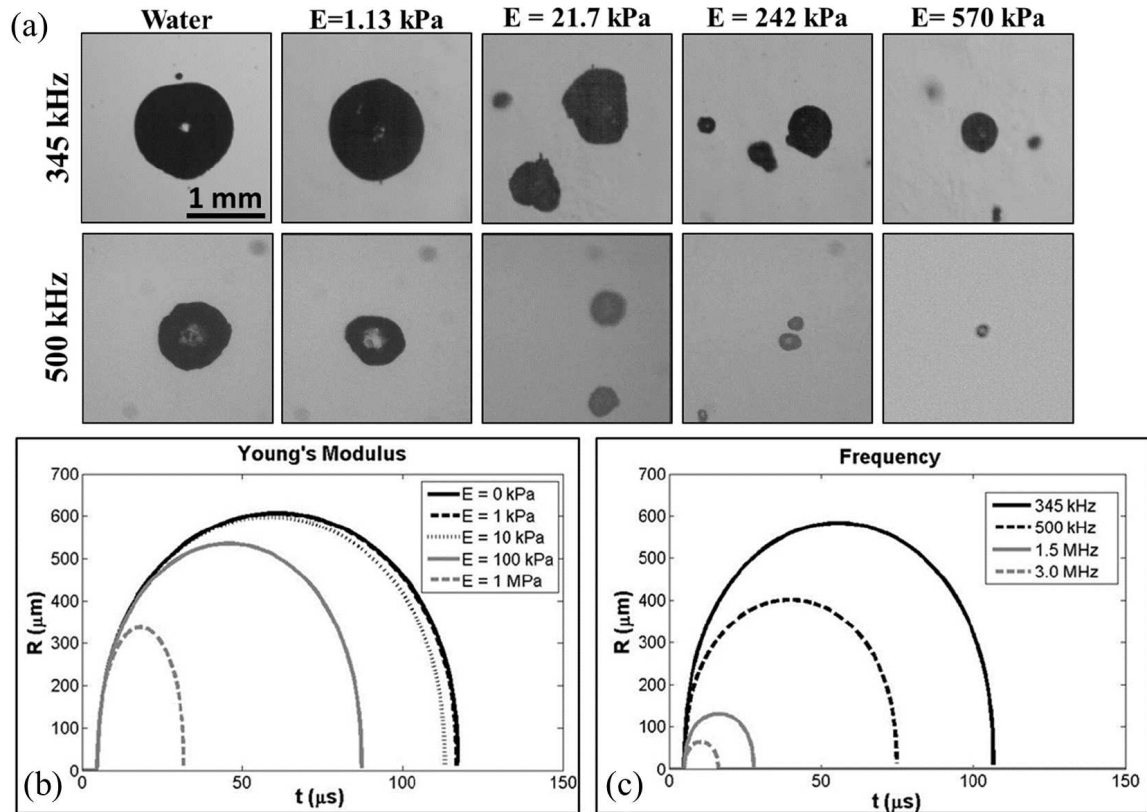 (a)
Water E=1.13 kPa E = 21.7 kPa E = 242 kPa E= 570 kPa
345 kHz
1 mm
500 kHz
Young's Modulus
700
600
500
400
300
200
100
0
R (μm)
0 50 100 150
t (μs)
E = 0 kPa
E = 1 kPa
E = 10 kPa
E = 100 kPa
E = 1 MPa
(b)
Frequency
700
600
500
400
300
200
100
0
R (μm)
0 50 100 150
t (μs)
345 kHz
500 kHz
1.5 MHz
3.0 MHz
(c)